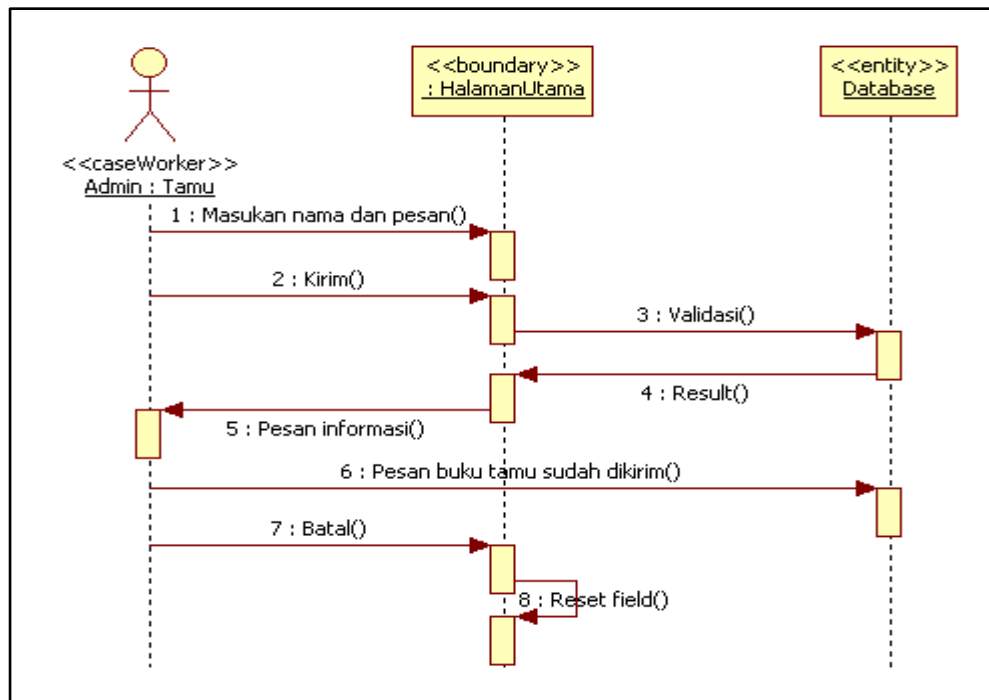 <<boundary>>
: HalamanUtama
<<entity>>
Database
<<caseWorker>>
Admin : Tamu
1 : Masukan nama dan pesan()
2 : Kirim()
3 : Validasi()
4 : Result()
5 : Pesan informasi()
6 : Pesan buku tamu sudah dikirim()
7 : Batal()
8 : Reset field()